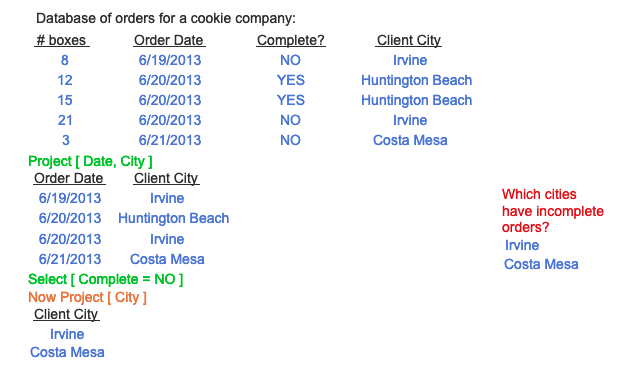 Database of orders for a cookie company:
# boxes Order Date Complete? Client City
8 6/19/2013 NO Irvine
12 6/20/2013 YES Huntington Beach
15 6/20/2013 YES Huntington Beach
21 6/20/2013 NO Irvine
3 6/21/2013 NO Costa Mesa
Project [ Date, City ]
Order Date Client City
6/19/2013 Irvine
6/20/2013 Huntington Beach
6/20/2013 Irvine
6/21/2013 Costa Mesa
Select [ Complete = NO ]
Now Project [ City ]
Client City
Irvine
Costa Mesa
Which cities
have incomplete
orders?
Irvine
Costa Mesa